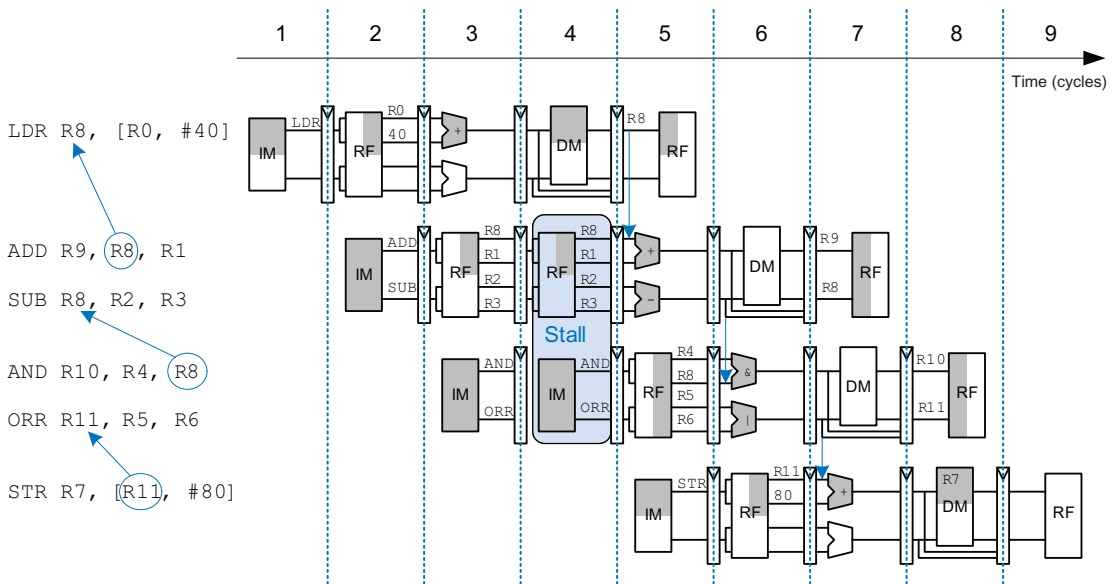 1 2 3 4 5 6 7 8 9
Time (cycles)
LDR R8, [R0, #40]
IM LDR RF R0 40 + DM R8 RF
ADD R9, R8, R1
SUB R8, R2, R3
IM ADD SUB RF R8 R1 R2 R3 RF R8 R1 R2 R3 + - DM R9 R8 RF
Stall
AND R10, R4, R8
ORR R11, R5, R6
IM AND ORR IM AND ORR RF R4 R8 R5 R6 & | DM R10 R11 RF
STR R7, [R11, #80]
IM STR RF R11 80 + R7 DM RF